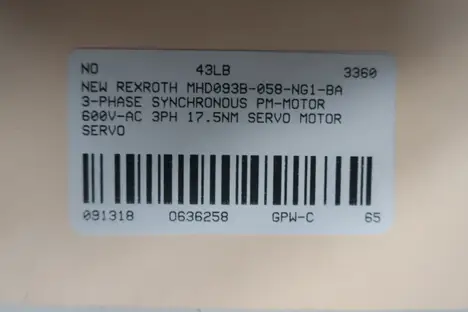 NO 43LB 3360
NEW REXROTH MHD093B-058-NG1-BA
3-PHASE SYNCHRONOUS PM-MOTOR
600V-AC 3PH 17.5NM SERVO MOTOR
SERVO
091318 0636258 GPW-C 65